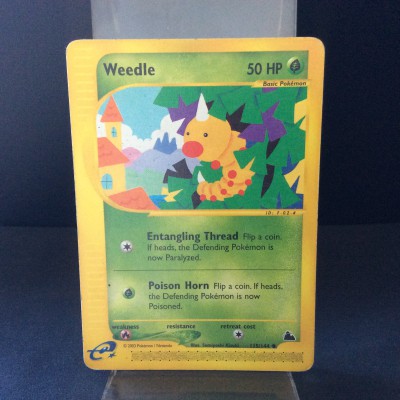 Weedle 50 HP
Basic Pokémon
Entangling Thread Flip a coin.
If heads, the Defending Pokémon is
now Paralyzed.
Poison Horn Flip a coin. If heads,
the Defending Pokémon is now
Poisoned.
weakness resistance retreat cost